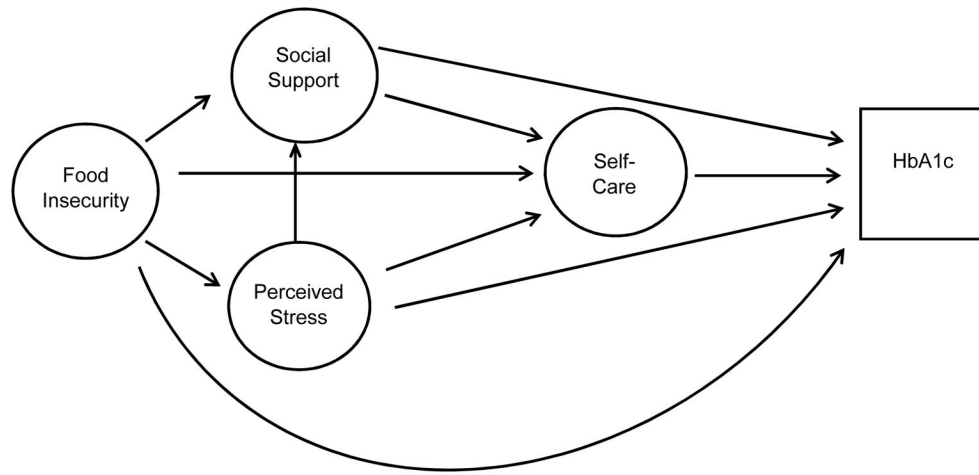 Social
Support
Food
Insecurity
Self-
Care
HbA1c
Perceived
Stress